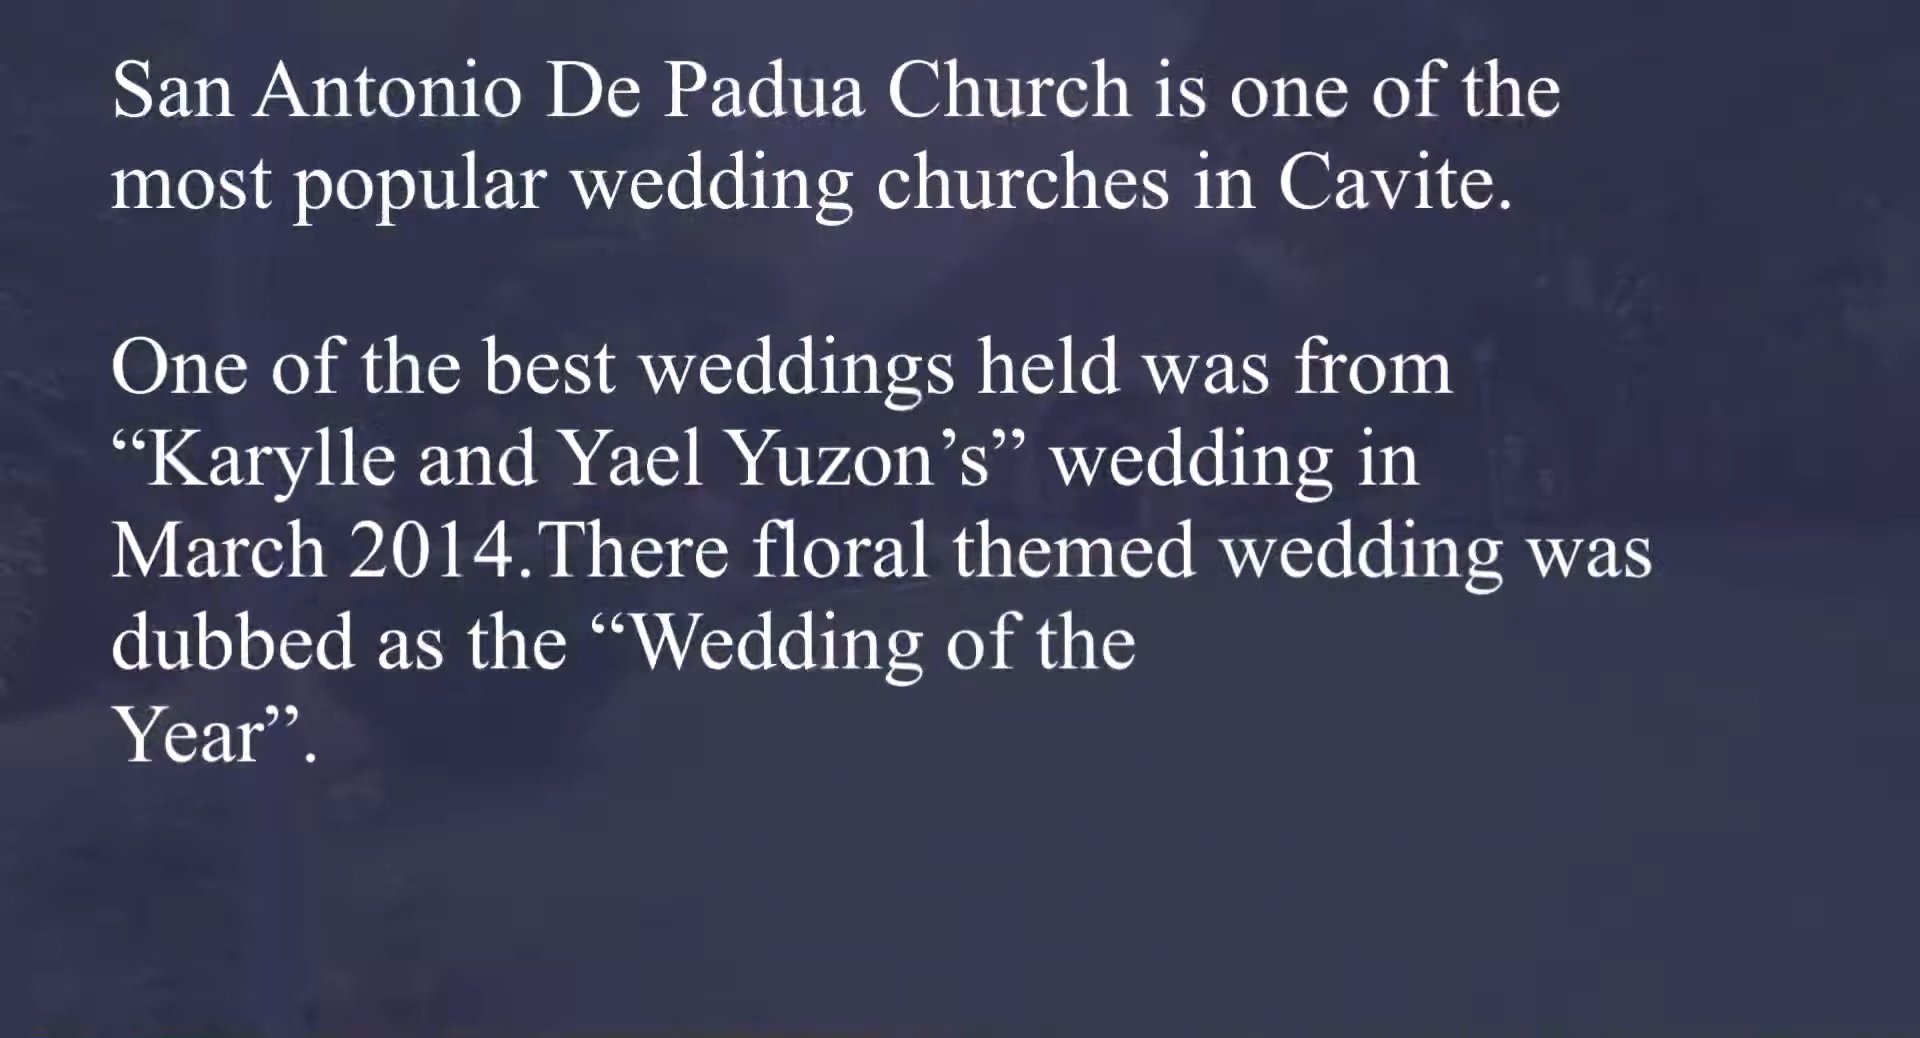 San Antonio De Padua Church is one of the
most popular wedding churches in Cavite.
One of the best weddings held was from
“Karylle and Yael Yuzon’s” wedding in
March 2014.There floral themed wedding was
dubbed as the “Wedding of the
Year”.